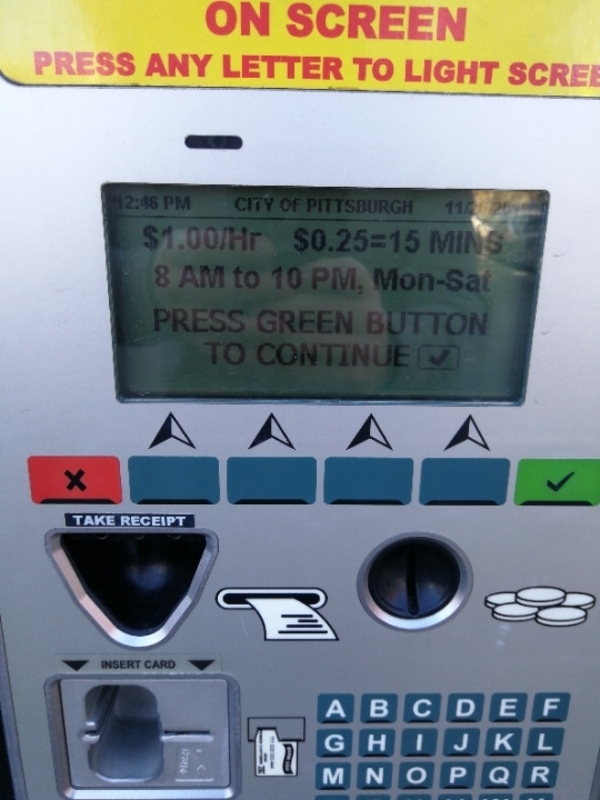 ON SCREEN
PRESS ANY LETTER TO LIGHT SCREE
12:46 PM CITY OF PITTSBURGH
$1.00/Hr $0.25=15 MINS
8 AM to 10 PM, Mon-Sat
PRESS GREEN BUTTON
TO CONTINUE
TAKE RECEIPT
INSERT CARD
A B C D E F
G H I J K L
M N O P Q R